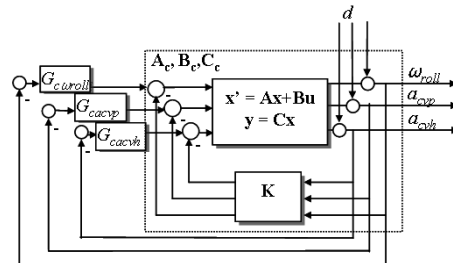 d
A_c, B_c, C_c
G_cωroll
ω_roll
x' = Ax+Bu
y = Cx
G_cacvp
a_cvp
G_cacvh
a_cvh
-
-
-
-
-
-
K